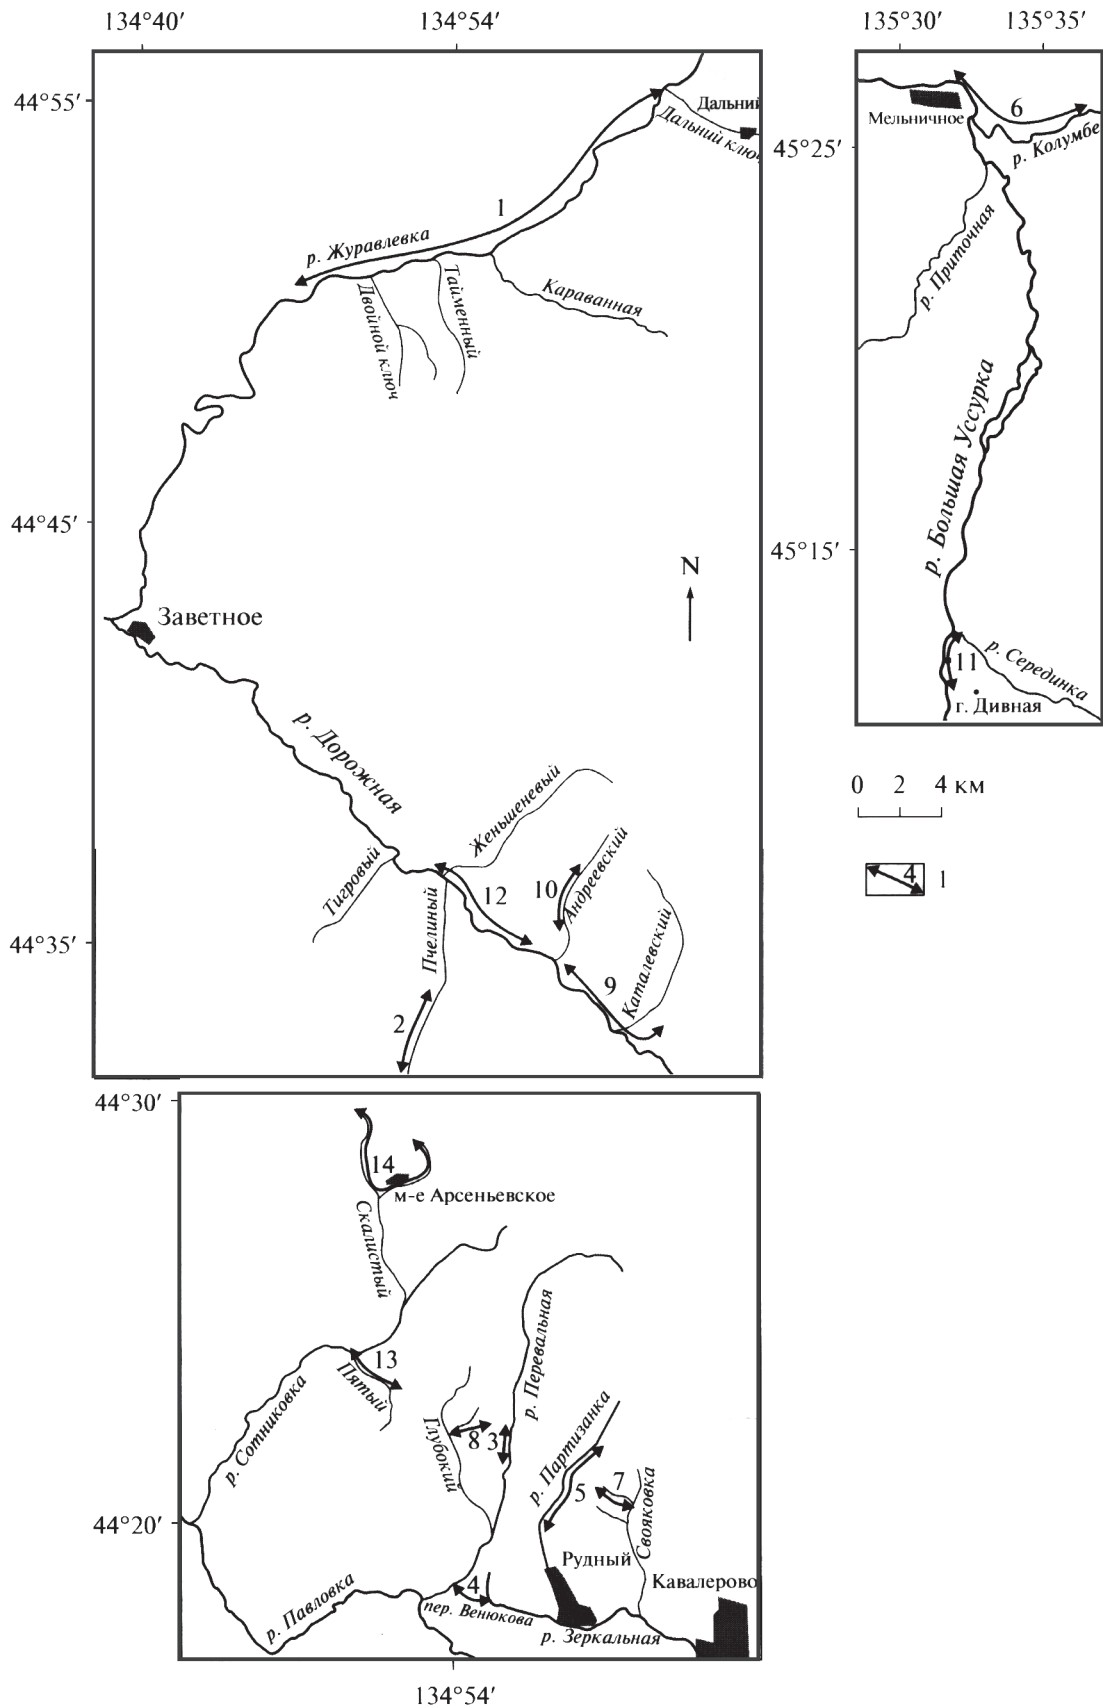 134°40′
134°54′
135°30′
135°35′
44°55′
Дальний
Дальний ключ
1
р. Журавлевка
Двойной ключ
Тайменный
Караванная
44°45′
N
Заветное
р. Дорожная
Женьшеневый
Тигровый
Пчелиный
12
10
Андреевский
44°35′
9
Каталевский
2
Мельничное
6
р. Колумбе
45°25′
р. Приточная
р. Большая Уссурка
45°15′
11
р. Серединка
г. Дивная
0 2 4 км
4 1
44°30′
14
м-е Арсеньевское
Скалистый
13
Пятый
р. Сотниковка
р. Перевальная
Глубокий
8
3
р. Партизанка
5
7
Свояковка
44°20′
Рудный
Кавалерово
4
пер. Венюкова
р. Павловка
р. Зеркальная
134°54′